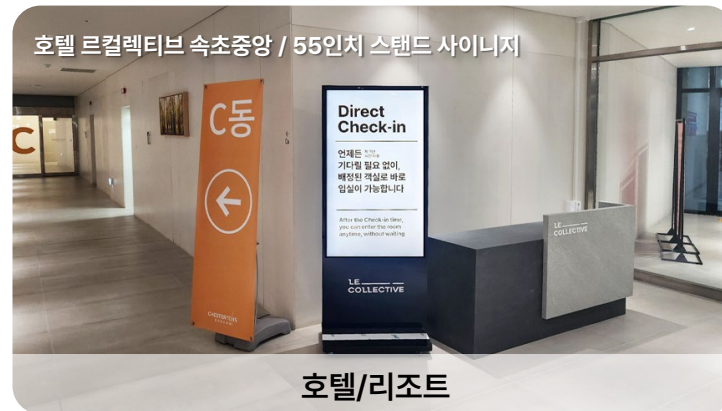 호텔 르컬렉티브 속초중앙 / 55인치 스탠드 사이니지
C
C동
Direct
Check-in
언제든
기다릴 필요 없이,
배정된 객실로 바로
입실이 가능합니다
After the Check-in time,
you can enter the room
anytime, without waiting
LE
COLLECTIVE
LE
COLLECTIVE
호텔/리조트